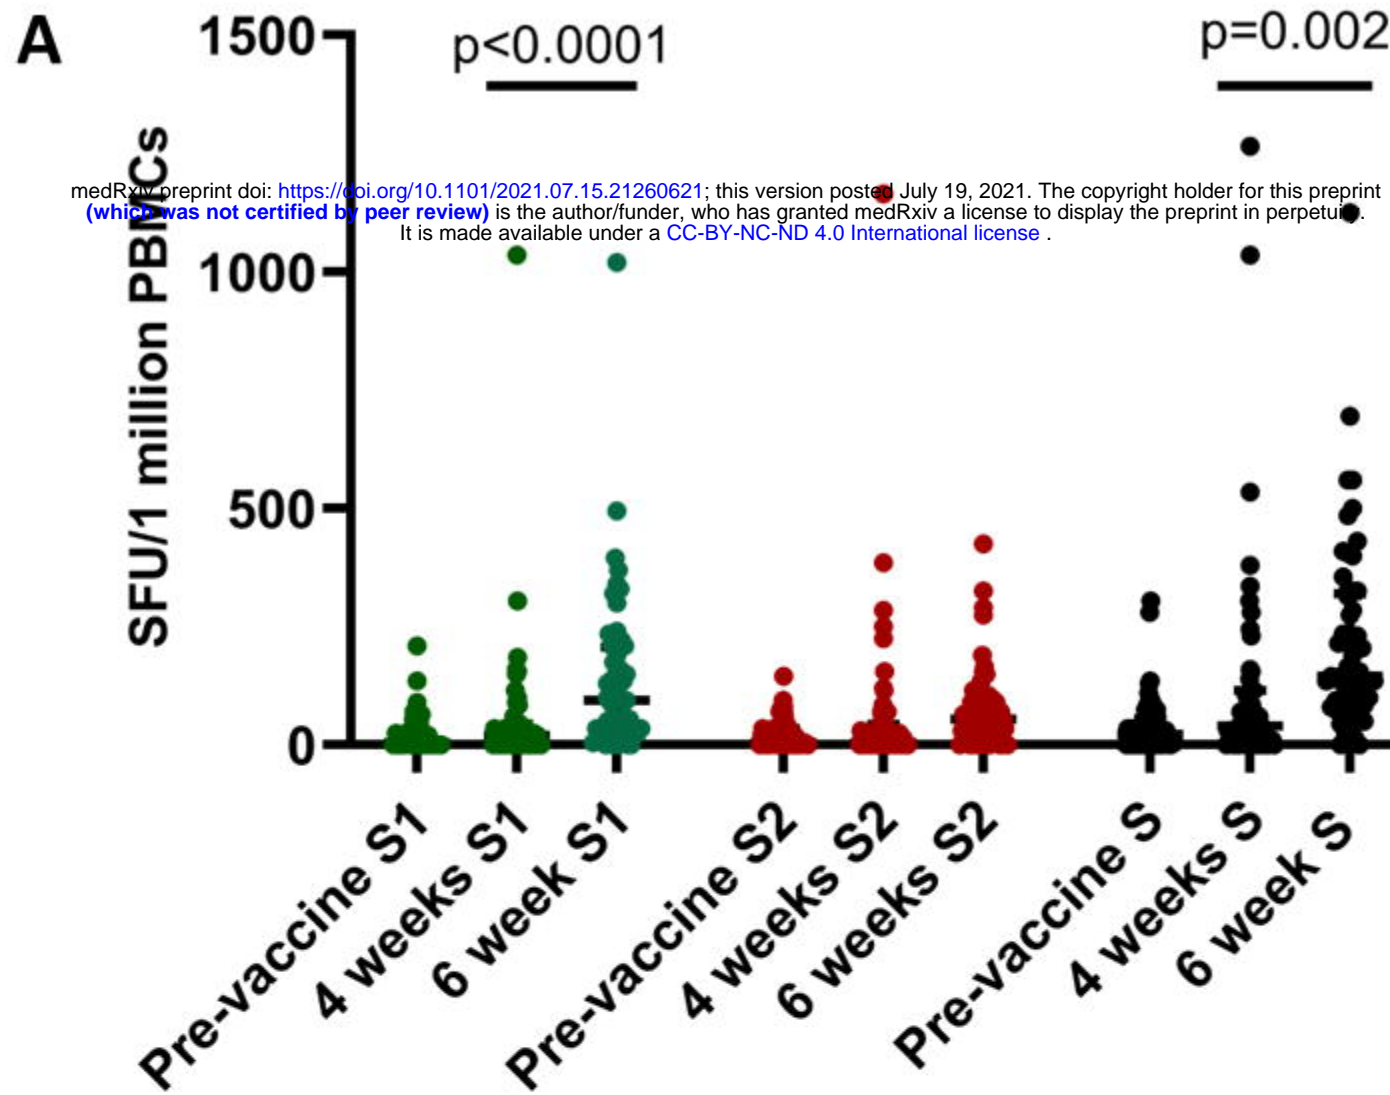 A
1500
p<0.0001
p=0.002
SFU/1 million PBMCs
medRxiv preprint doi: https://doi.org/10.1101/2021.07.15.21260621; this version posted July 19, 2021. The copyright holder for this preprint
(which was not certified by peer review) is the author/funder, who has granted medRxiv a license to display the preprint in perpetuity.
It is made available under a CC-BY-NC-ND 4.0 International license .
1000
500
0
Pre-vaccine S1
4 weeks S1
6 week S1
Pre-vaccine S2
4 weeks S2
6 weeks S2
Pre-vaccine S
4 weeks S
6 week S